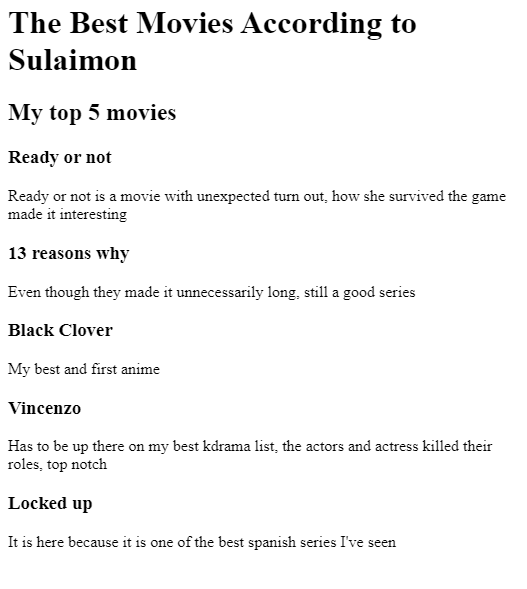 The Best Movies According to
Sulaimon
My top 5 movies
Ready or not
Ready or not is a movie with unexpected turn out, how she survived the game
made it interesting
13 reasons why
Even though they made it unnecessarily long, still a good series
Black Clover
My best and first anime
Vincenzo
Has to be up there on my best kdrama list, the actors and actress killed their
roles, top notch
Locked up
It is here because it is one of the best spanish series I've seen